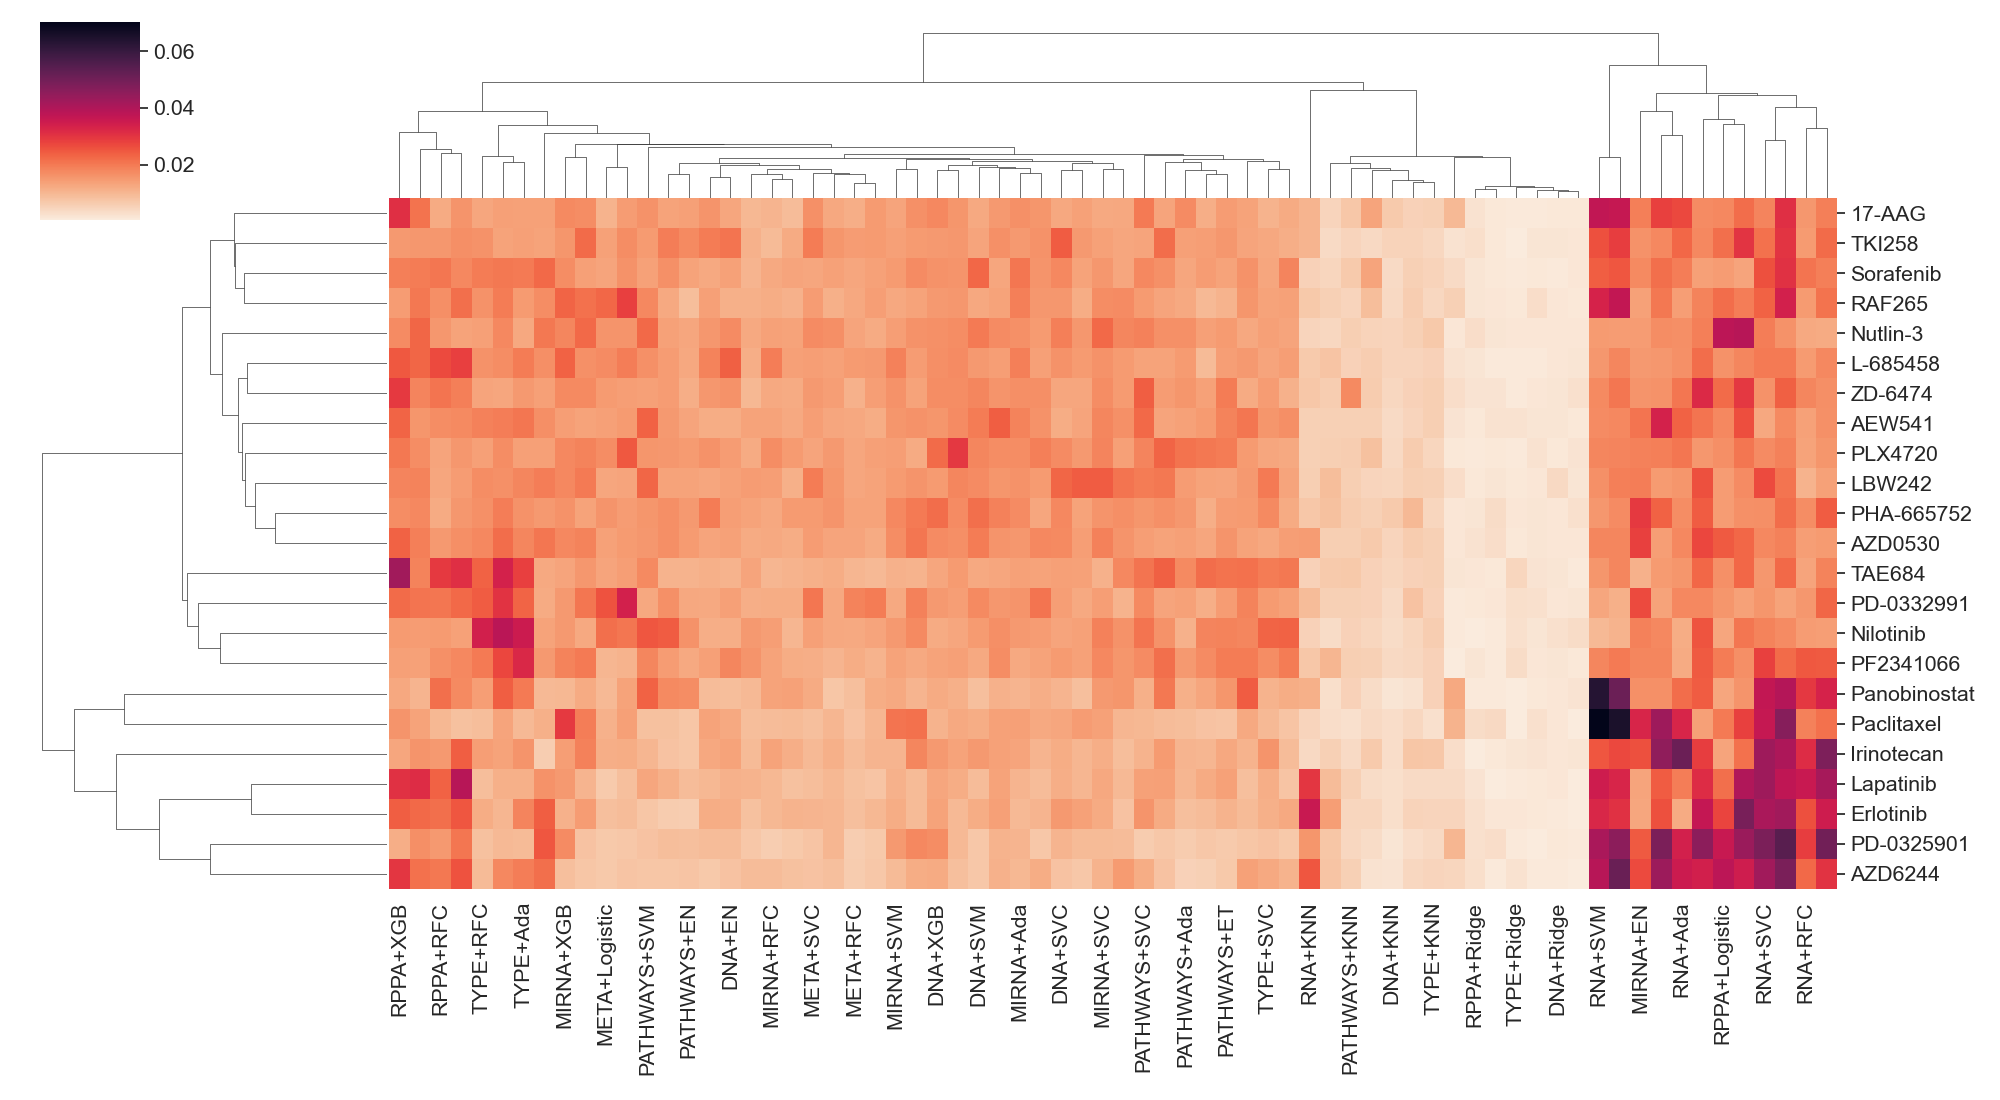 0.06
0.04
0.02
17-AAG
TKI258
Sorafenib
RAF265
Nutlin-3
L-685458
ZD-6474
AEW541
PLX4720
LBW242
PHA-665752
AZD0530
TAE684
PD-0332991
Nilotinib
PF2341066
Panobinostat
Paclitaxel
Irinotecan
Lapatinib
Erlotinib
PD-0325901
AZD6244
RPPA+XGB
RPPA+RFC
TYPE+RFC
TYPE+Ada
MIRNA+XGB
META+Logistic
PATHWAYS+SVM
PATHWAYS+EN
DNA+EN
MIRNA+RFC
META+SVC
META+RFC
MIRNA+SVM
DNA+XGB
DNA+SVM
MIRNA+Ada
DNA+SVC
MIRNA+SVC
PATHWAYS+SVC
PATHWAYS+Ada
PATHWAYS+ET
TYPE+SVC
RNA+KNN
PATHWAYS+KNN
DNA+KNN
TYPE+KNN
RPPA+Ridge
TYPE+Ridge
DNA+Ridge
RNA+SVM
MIRNA+EN
RNA+Ada
RPPA+Logistic
RNA+SVC
RNA+RFC